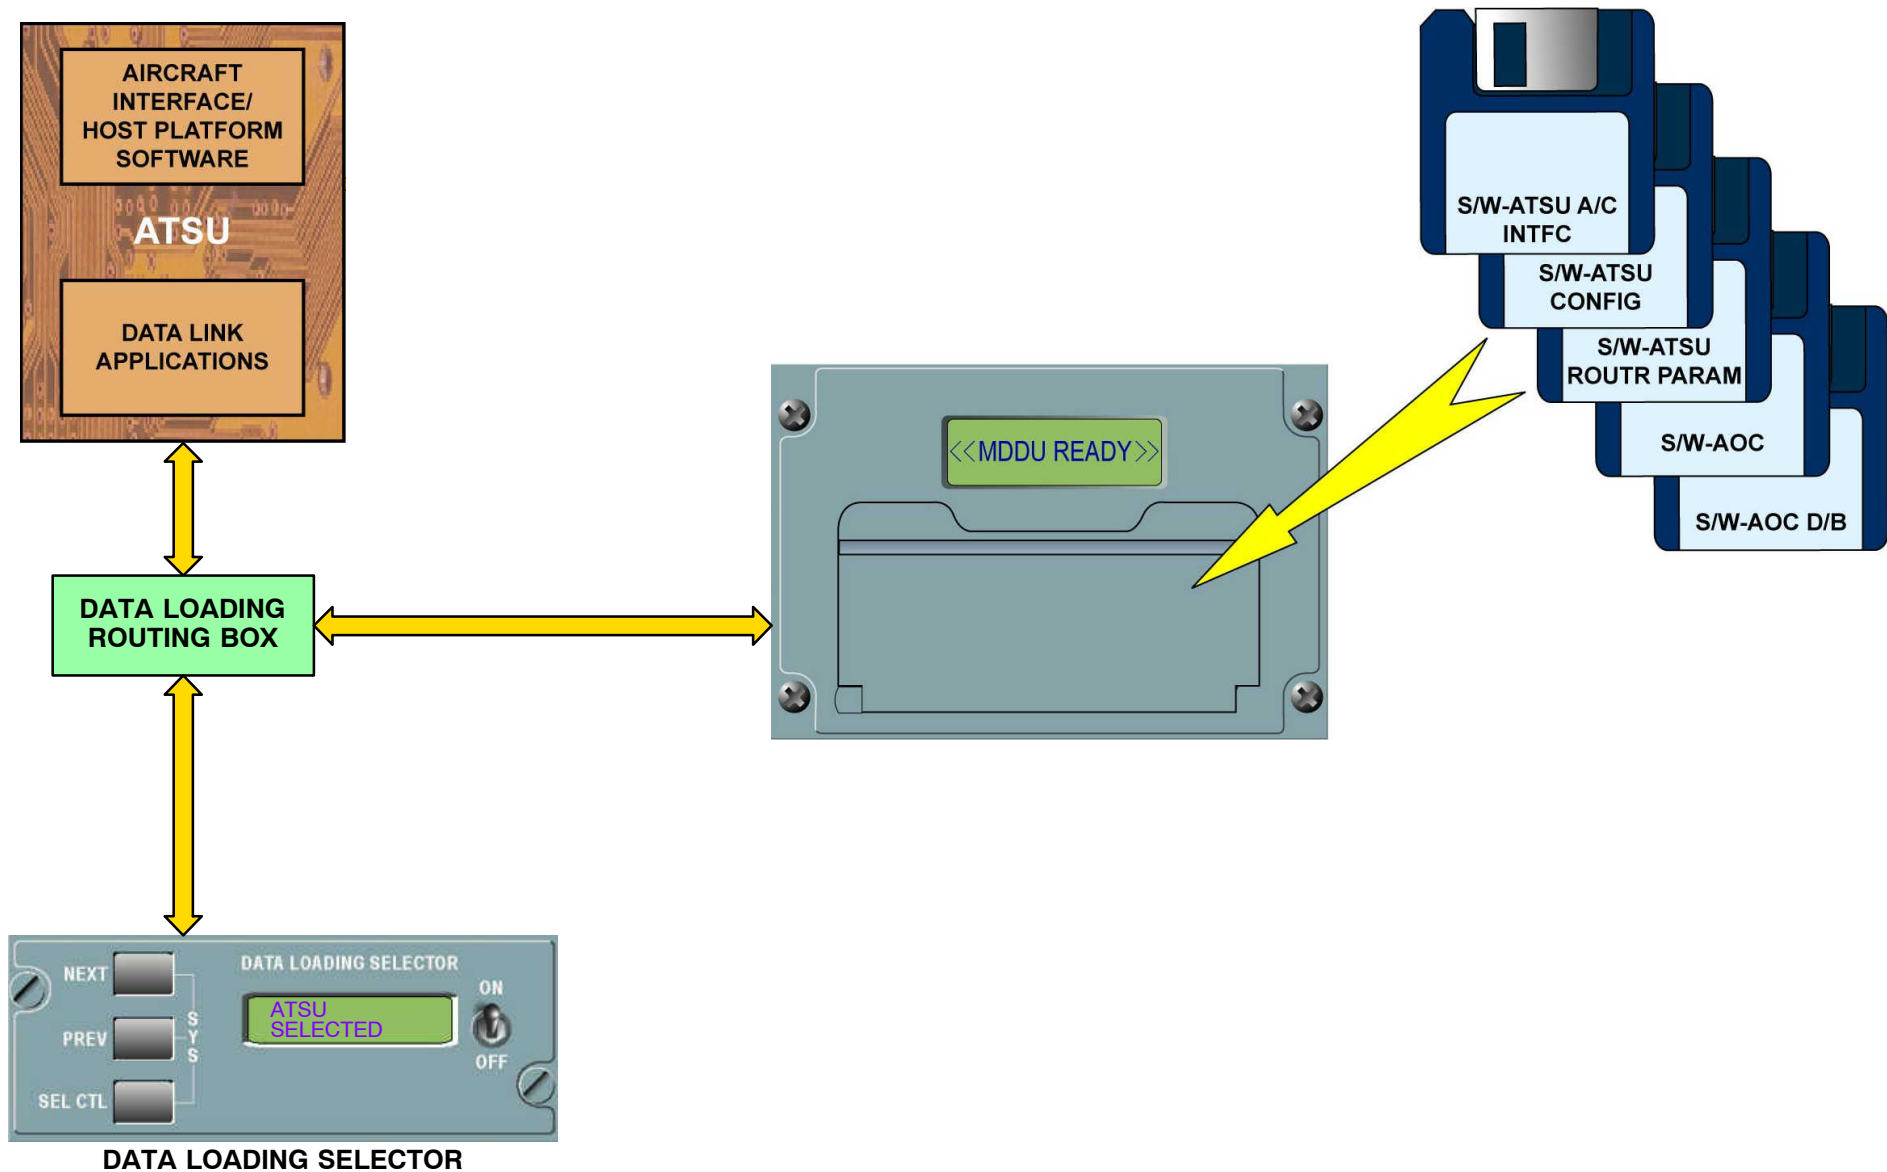 AIRCRAFT
INTERFACE/
HOST PLATFORM
SOFTWARE
ATSU
DATA LINK
APPLICATIONS
DATA LOADING
ROUTING BOX
<<MDDU READY>>
S/W-ATSU A/C
INTFC
S/W-ATSU
CONFIG
S/W-ATSU
ROUTR PARAM
S/W-AOC
S/W-AOC D/B
DATA LOADING SELECTOR
NEXT
PREV
SEL CTL
SYS
ATSU
SELECTED
ON
OFF
DATA LOADING SELECTOR